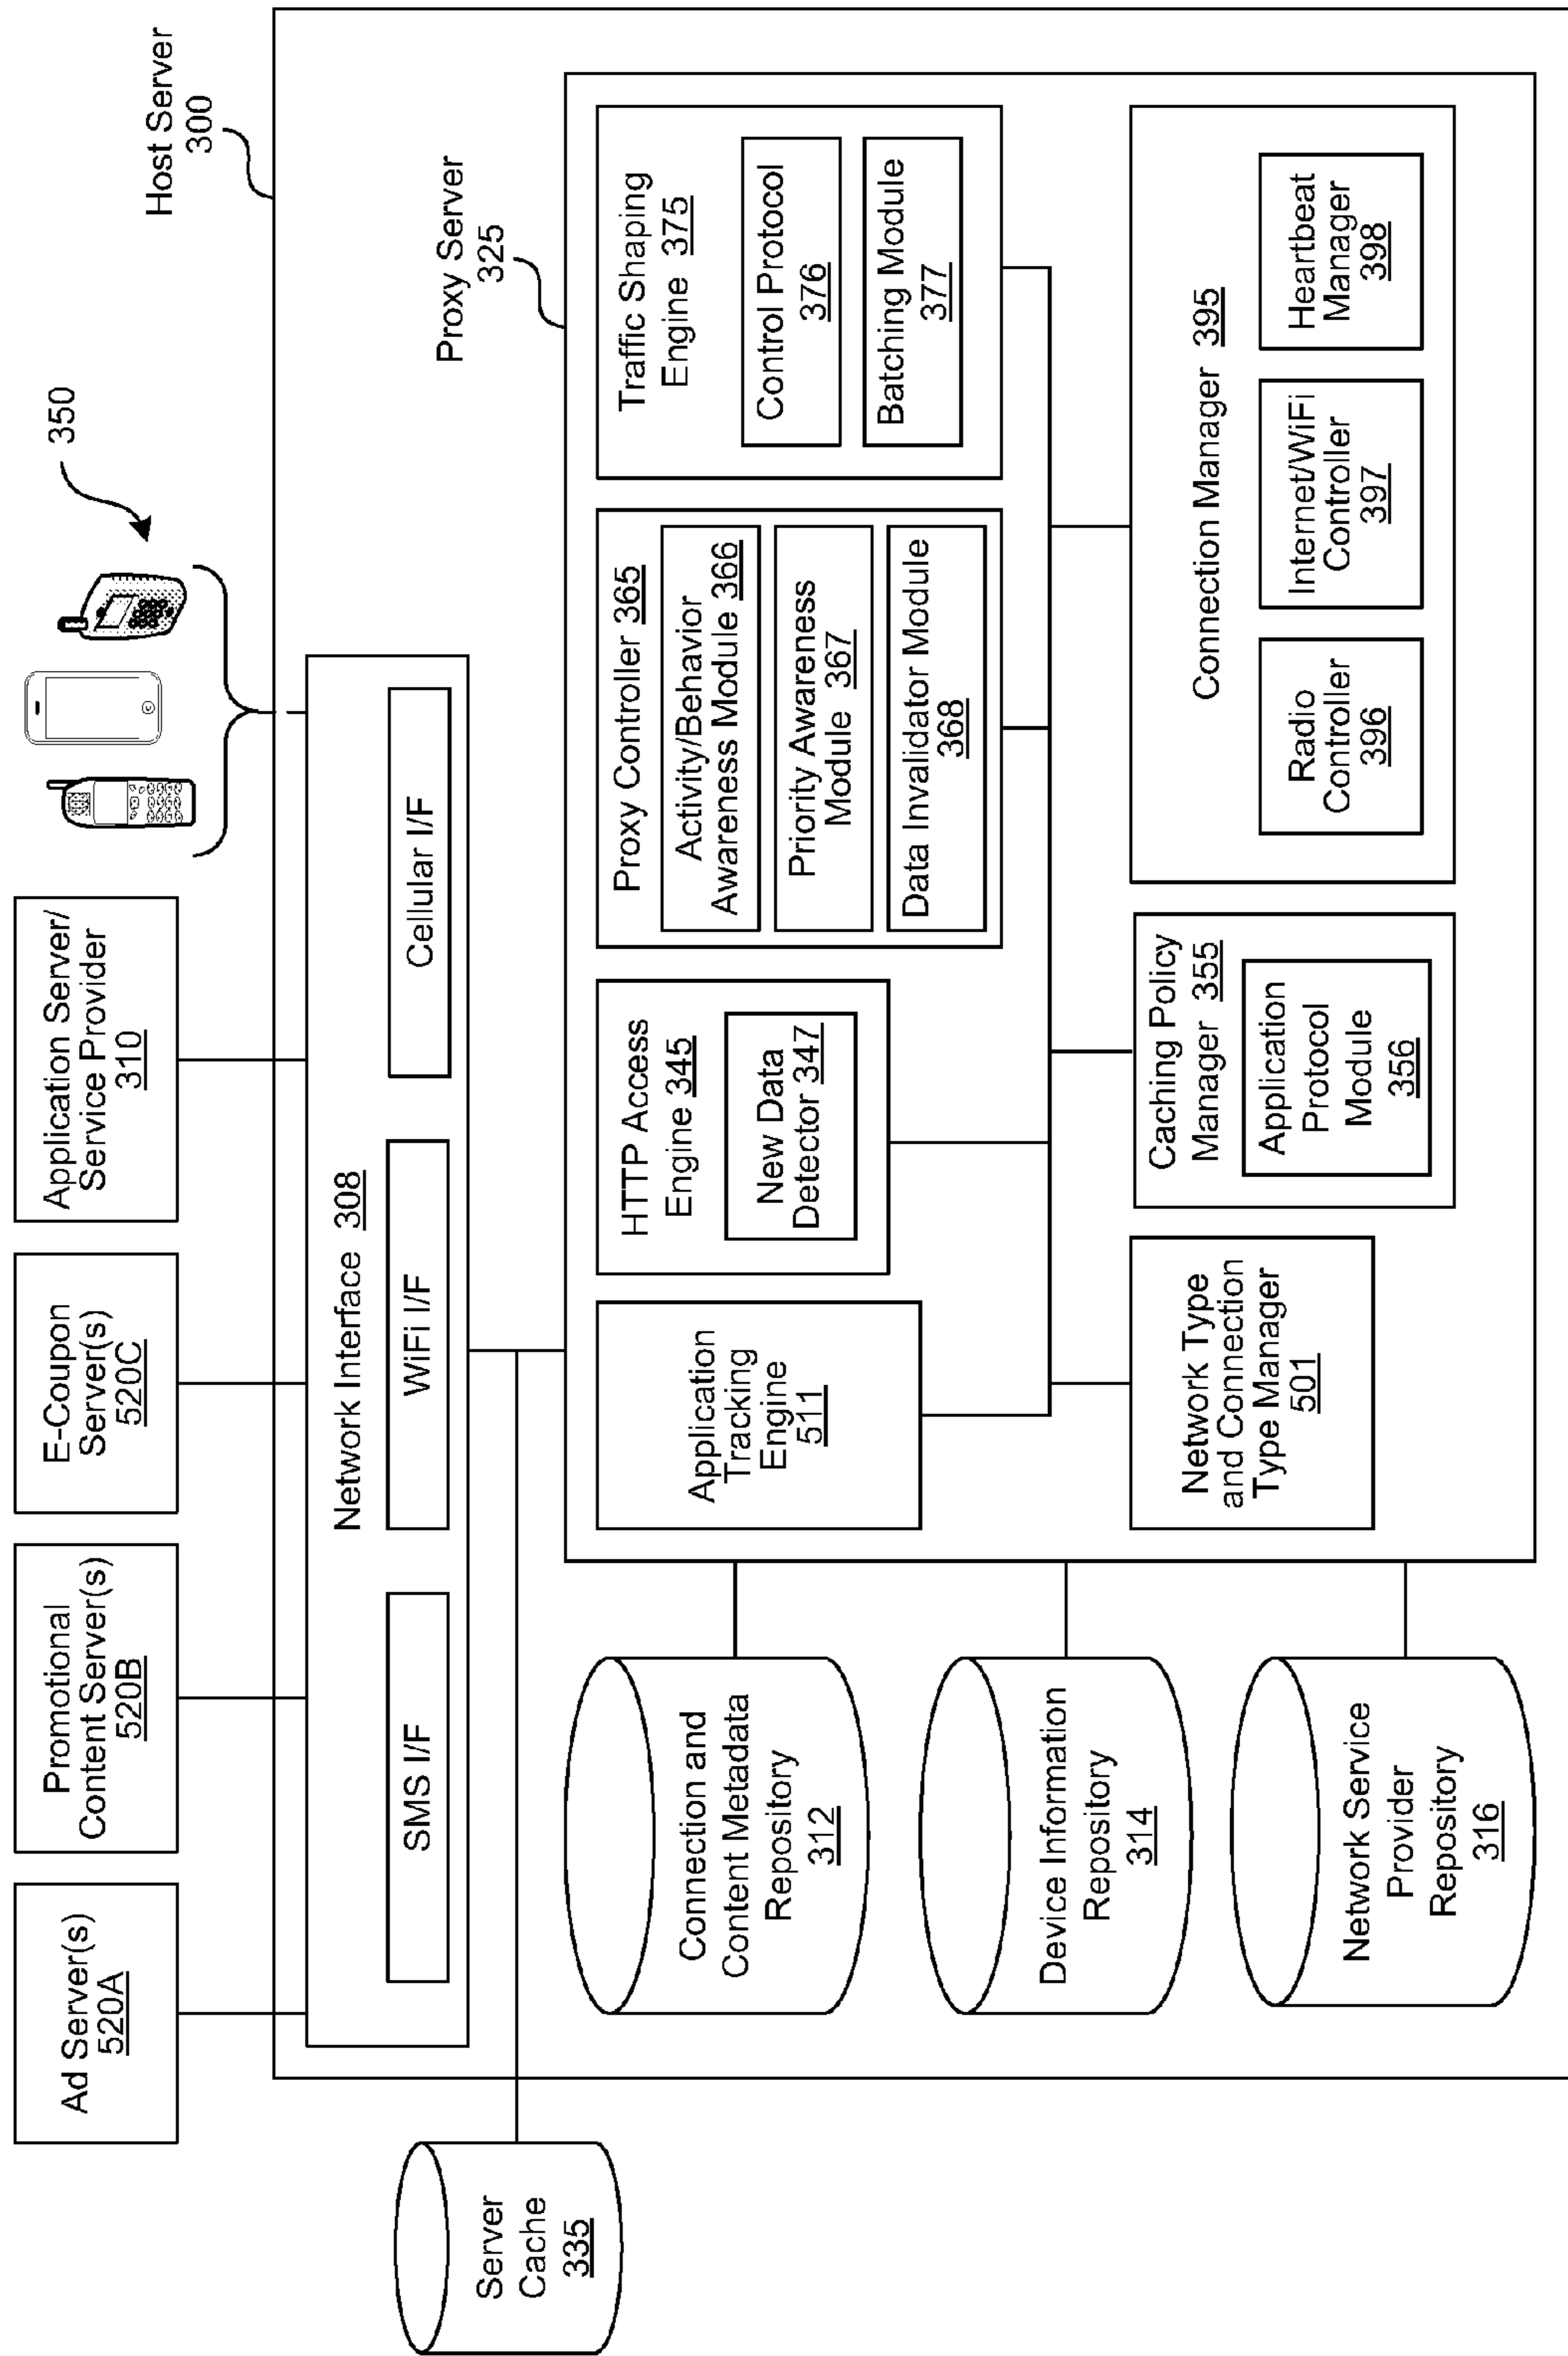 350
Host Server
300
Ad Server(s)
520A
Promotional
Content Server(s)
520B
E-Coupon
Server(s)
520C
Application Server/
Service Provider
310
Network Interface 308
SMS I/F
WiFi I/F
Cellular I/F
Server
Cache
335
Proxy Server
325
Connection and
Content Metadata
Repository
312
Device Information
Repository
314
Network Service
Provider
Repository
316
Application
Tracking
Engine
511
HTTP Access
Engine 345
New Data
Detector 347
Proxy Controller 365
Activity/Behavior
Awareness Module 366
Priority Awareness
Module 367
Data Invalidator Module
368
Traffic Shaping
Engine 375
Control Protocol
376
Batching Module
377
Network Type
and Connection
Type Manager
501
Caching Policy
Manager 355
Application
Protocol
Module
356
Connection Manager 395
Radio
Controller
396
Internet/WiFi
Controller
397
Heartbeat
Manager
398